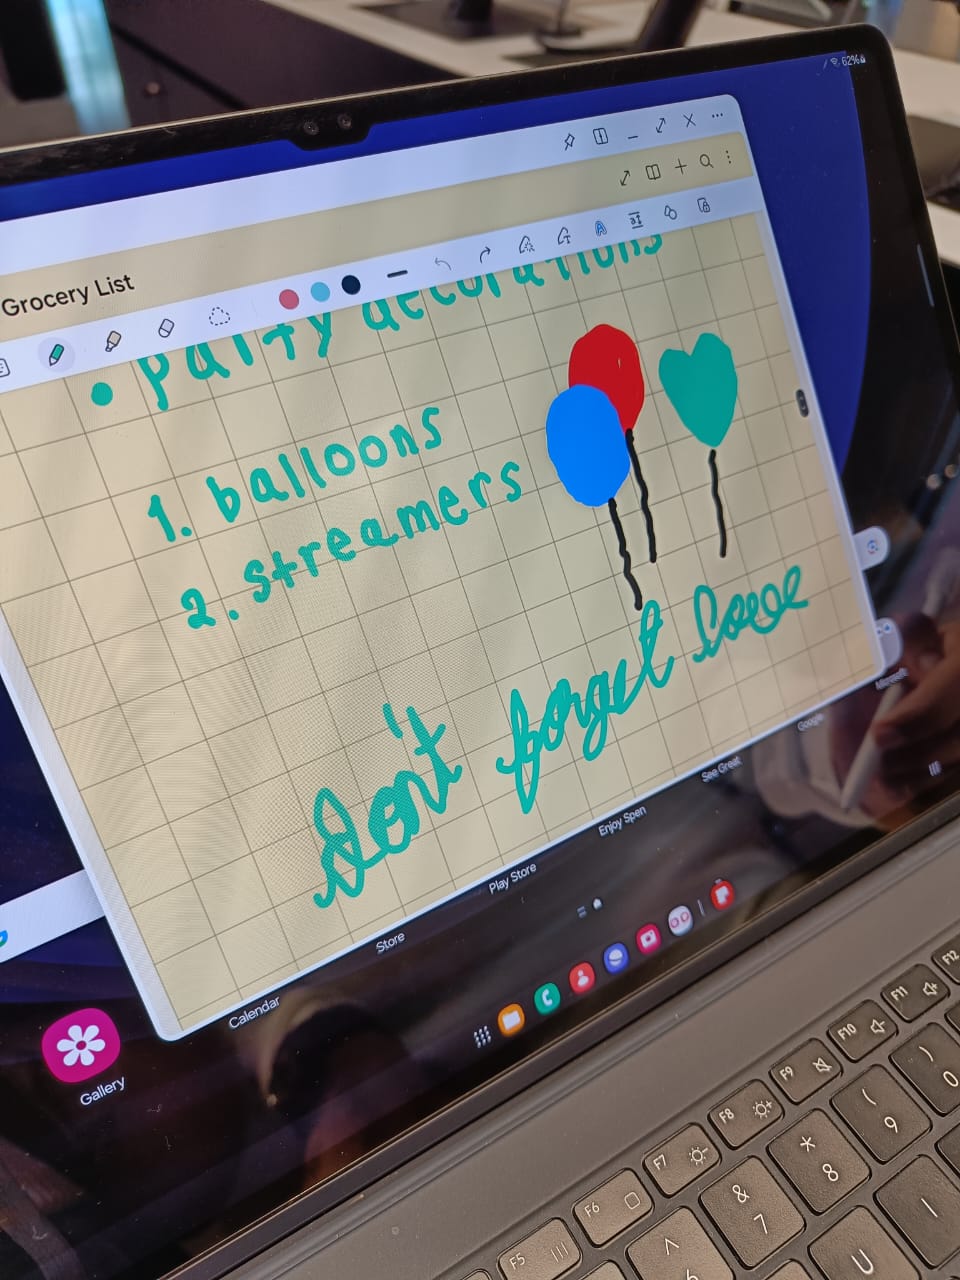 62%
Grocery List
• party decorations
1. balloons
2. streamers
Don't forget
Calendar
Store
Play Store
Enjoy Spen
See Great
Google
Microsoft
Gallery
F5
F6
F7
F8
F9
F10
F11
F12
^ 6
& 7
* 8
( 9
) 0
U
I